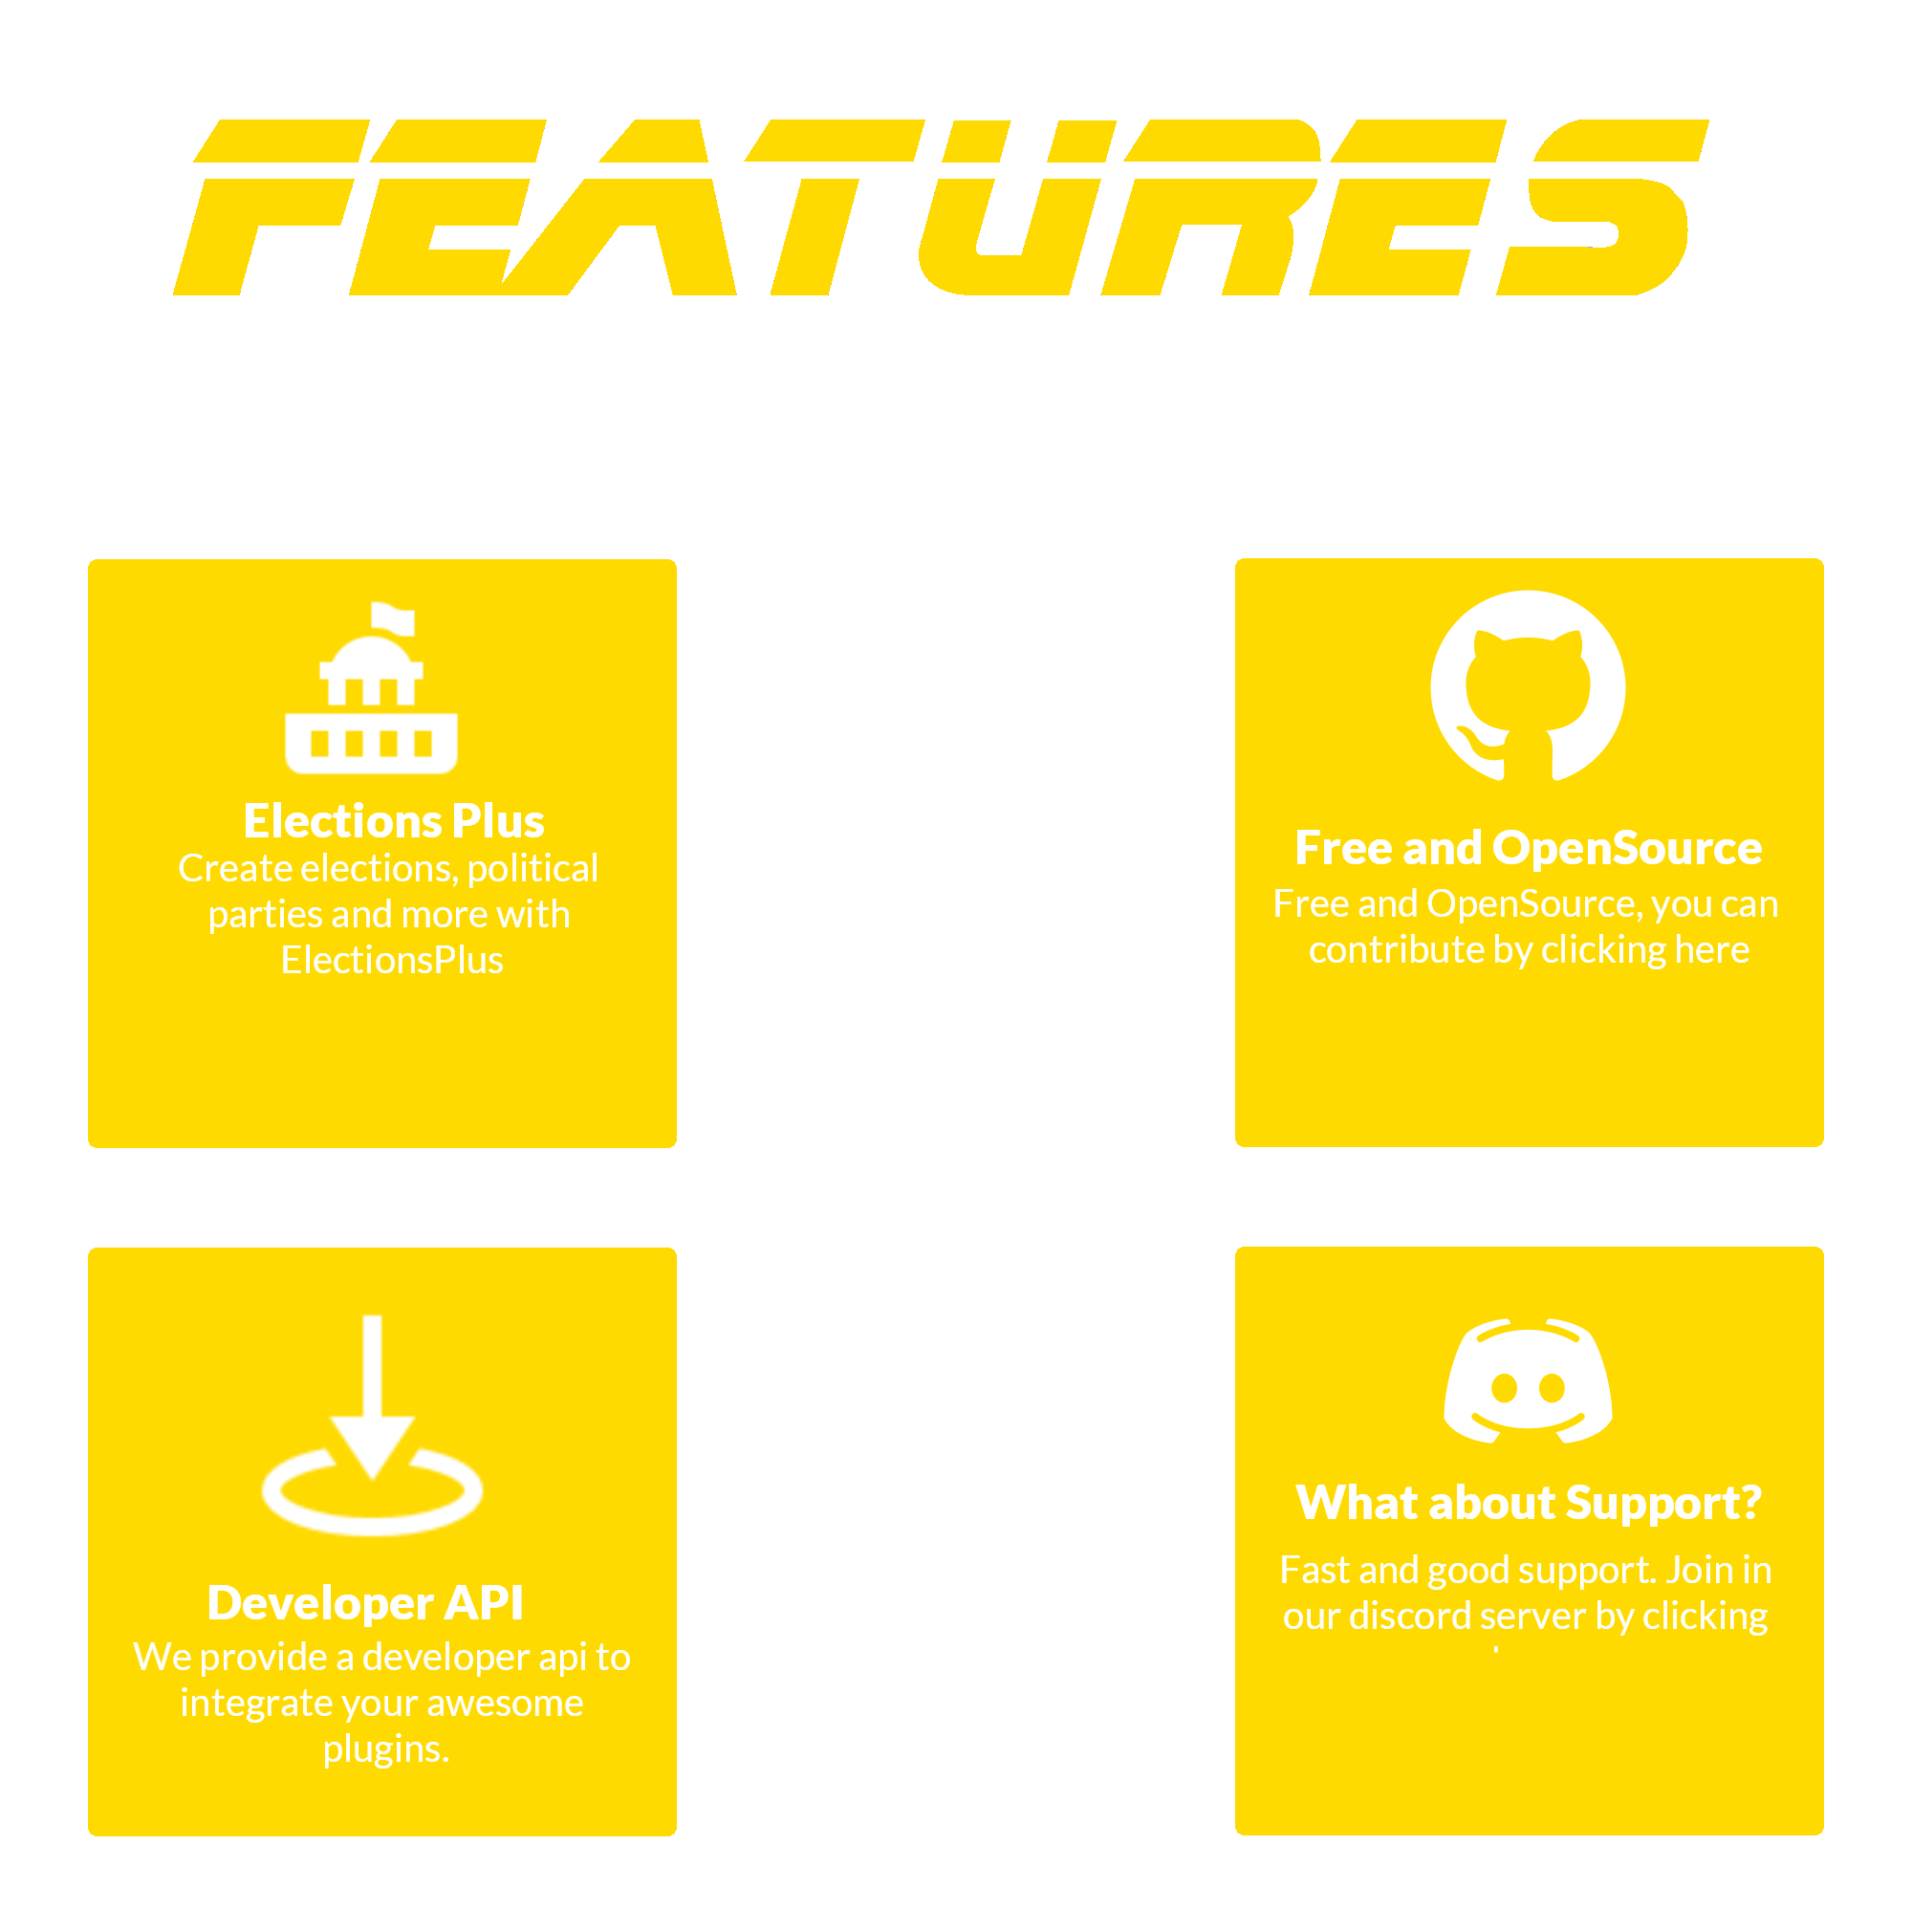 FEATURES
Elections Plus
Create elections, political
parties and more with
ElectionsPlus
Free and OpenSource
Free and OpenSource, you can
contribute by clicking here
Developer API
We provide a developer api to
integrate your awesome
plugins.
What about Support?
Fast and good support. Join in
our discord server by clicking